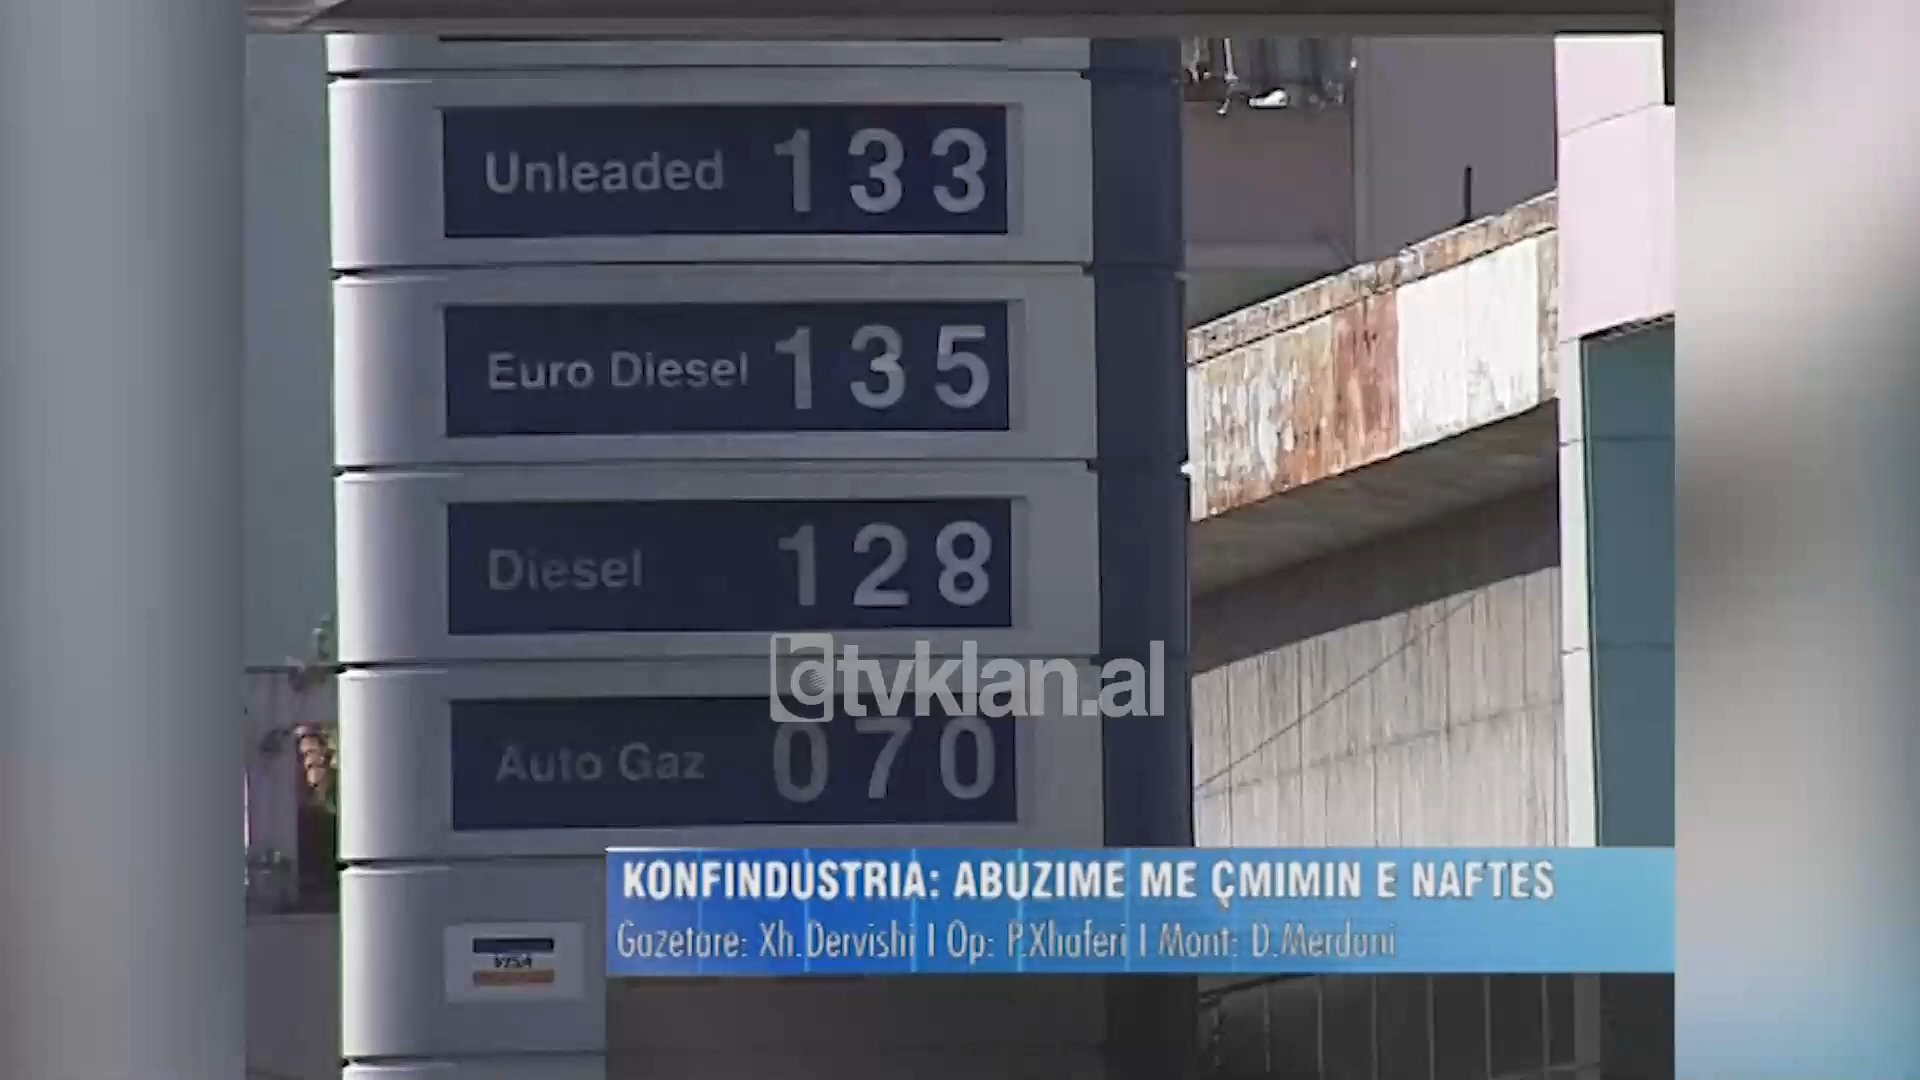 Unleaded 133
Euro Diesel 135
Diesel 128
tvklan.al
Auto Gaz 070
KONFINDUSTRIA: ABUZIME ME ÇMIMIN E NAFTES
Gazetare: Xh.Dervishi | Op: P.Xhaferi | Mont: D.Merdani
VISA